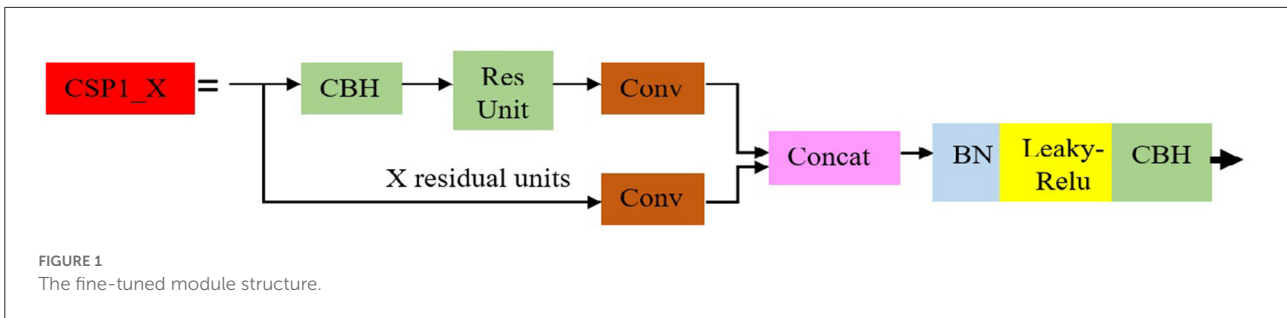 CSP1_X
=
CBH
Res
Unit
Conv
X residual units
Conv
Concat
BN
Leaky-
Relu
CBH
FIGURE 1
The fine-tuned module structure.